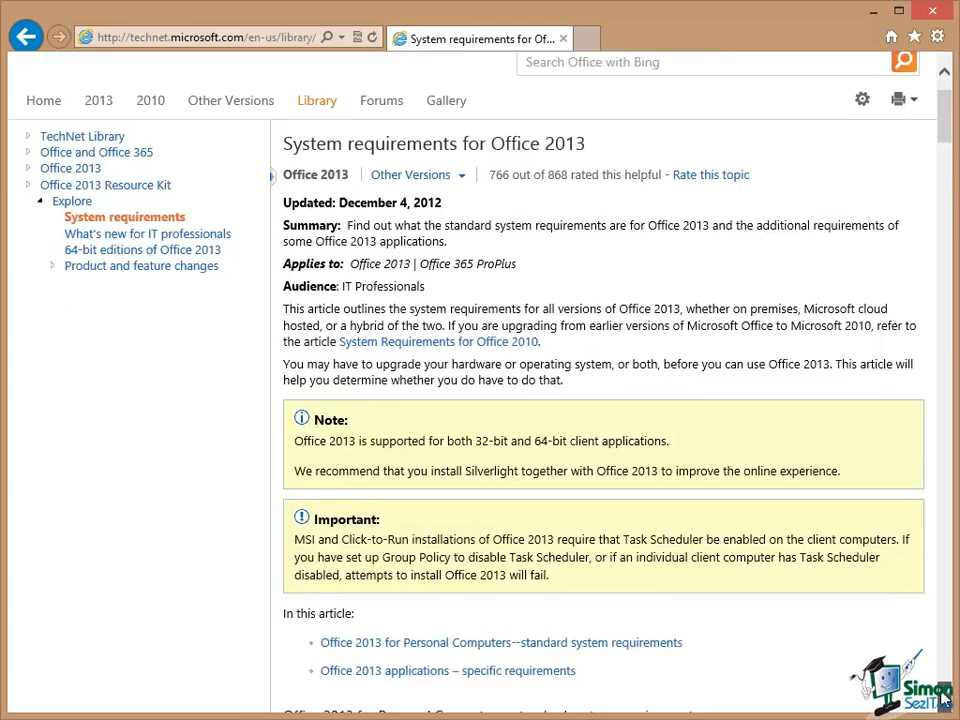 http://technet.microsoft.com/en-us/library/
System requirements for Of...
Search Office with Bing
Home 2013 2010 Other Versions Library Forums Gallery
TechNet Library
Office and Office 365
Office 2013
Office 2013 Resource Kit
Explore
System requirements
What's new for IT professionals
64-bit editions of Office 2013
Product and feature changes
System requirements for Office 2013
Office 2013 Other Versions 766 out of 868 rated this helpful - Rate this topic
Updated: December 4, 2012
Summary: Find out what the standard system requirements are for Office 2013 and the additional requirements of
some Office 2013 applications.
Applies to: Office 2013 | Office 365 ProPlus
Audience: IT Professionals
This article outlines the system requirements for all versions of Office 2013, whether on premises, Microsoft cloud
hosted, or a hybrid of the two. If you are upgrading from earlier versions of Microsoft Office to Microsoft 2010, refer to
the article System Requirements for Office 2010.
You may have to upgrade your hardware or operating system, or both, before you can use Office 2013. This article will
help you determine whether you do have to do that.
Note:
Office 2013 is supported for both 32-bit and 64-bit client applications.
We recommend that you install Silverlight together with Office 2013 to improve the online experience.
Important:
MSI and Click-to-Run installations of Office 2013 require that Task Scheduler be enabled on the client computers. If
you have set up Group Policy to disable Task Scheduler, or if an individual client computer has Task Scheduler
disabled, attempts to install Office 2013 will fail.
In this article:
Office 2013 for Personal Computers--standard system requirements
Office 2013 applications – specific requirements
Simon
SezIT